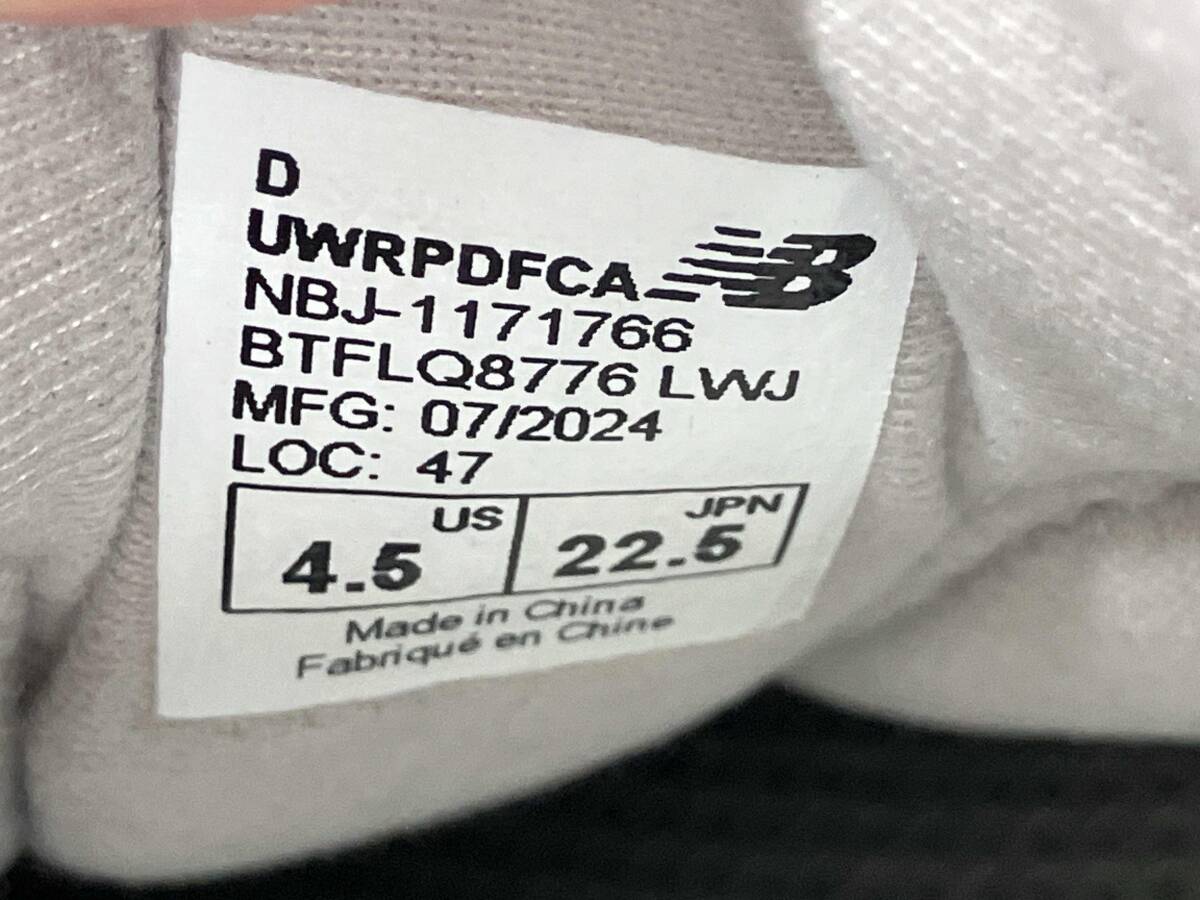 D
UWRPDFCA NB
NBJ-1171766
BTFLQ8776 LWJ
MFG: 07/2024
LOC: 47
US JPN
4.5 22.5
Made in China
Fabriqué en Chine